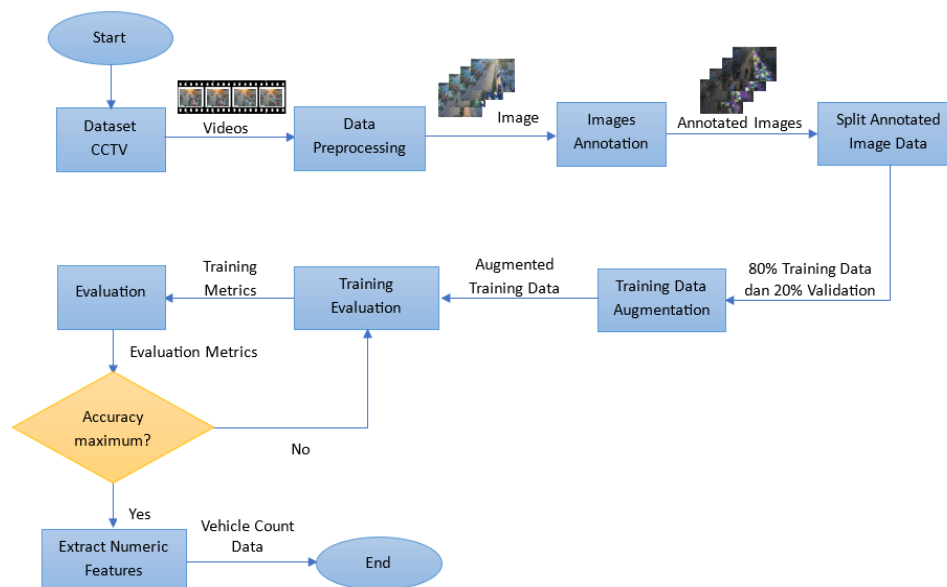 Start
Dataset
CCTV
Videos
Data
Preprocessing
Image
Images
Annotation
Annotated Images
Split Annotated
Image Data
80% Training Data
dan 20% Validation
Training Data
Augmentation
Augmented
Training Data
Training
Evaluation
Training
Metrics
Evaluation
Evaluation Metrics
Accuracy
maximum?
No
Yes
Extract Numeric
Features
Vehicle Count
Data
End